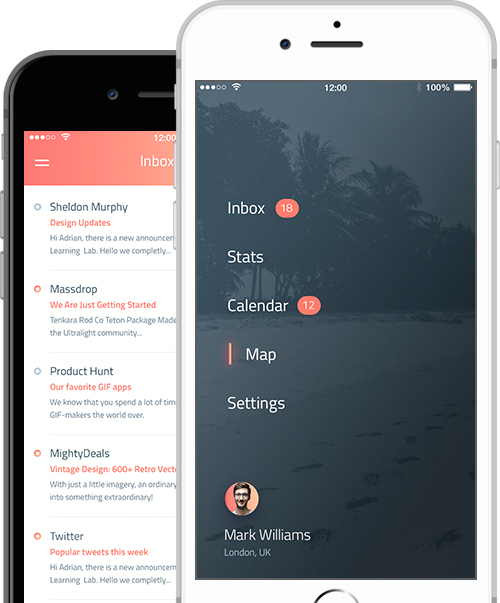 12:00
Inbox
Sheldon Murphy
Design Updates
Hi Adrian, there is a new announcem
Learning Lab. Hello we completly...
Massdrop
We Are Just Getting Started
Tenkara Rod Co Teton Package Made
the Ultralight community...
Product Hunt
Our favorite GIF apps
We know that you spend a lot of time
GIF-makers the world over.
MightyDeals
Vintage Design: 600+ Retro Vecto
With just a little imagery, an ordinary
into something extraordinary!
Twitter
Popular tweets this week
Hi Adrian, there is a new announcem
Learning Lab. Hello we completly...
12:00 100%
Inbox 18
Stats
Calendar 12
Map
Settings
Mark Williams
London, UK